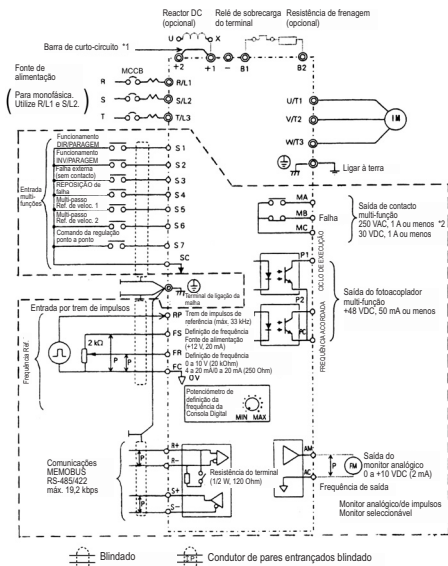 Reactor DC
(opcional)
Relé de sobrecarga
do terminal
Resistência de frenagem
(opcional)
U X
Barra de curto-circuito *1
+2 +1 − B1 B2
Fonte de
alimentação
MCCB
R R/L1
S S/L2
T T/L3
(Para monofásica.
Utilize R/L1 e S/L2.)
U/T1
V/T2
W/T3
IM
Ligar à terra
Funcionamento
DIR/PARAGEM
S1
Funcionamento
INV/PARAGEM
S2
Falha externa
(sem contacto)
S3
REPOSIÇÃO de
falha
S4
Multi-passo
Ref. de veloc. 1
S5
Multi-passo
Ref. de veloc. 2
S6
Comando da regulação
ponto a ponto
S7
SC
Entrada
multi-
funções
MA
MB
MC
Falha
Saída de contacto
multi-função
250 VAC, 1 A ou menos *2
30 VDC, 1 A ou menos
CICLO DE EXECUÇÃO
P1
P2
PC
FREQUÊNCIA ACORDADA
Saída do fotoacoplador
multi-função
+48 VDC, 50 mA ou menos
Terminal de ligação da
malha
Entrada por trem de impulsos
Frequência Ref.
2 kΩ
P
P
RP Trem de impulsos de
referência (máx. 33 kHz)
FS Definição de frequência
Fonte de alimentação
(+12 V, 20 mA)
FR Definição de frequência
0 a 10 V (20 kOhm)
FC 4 a 20 mA/0 a 20 mA (250 Ohm)
0V
Potenciómetro de
definição da
frequência da
Consola Digital
MIN MAX
Comunicações
MEMOBUS
RS-485/422
máx. 19,2 kbps
P
P
R+
R−
S+
S−
Resistência do terminal
(1/2 W, 120 Ohm)
AM
AC
P
FM
Saída do
monitor analógico
0 a +10 VDC (2 mA)
Frequência de saída
Monitor analógico/de impulsos
Monitor seleccionável
Blindado
P Condutor de pares entrançados blindado